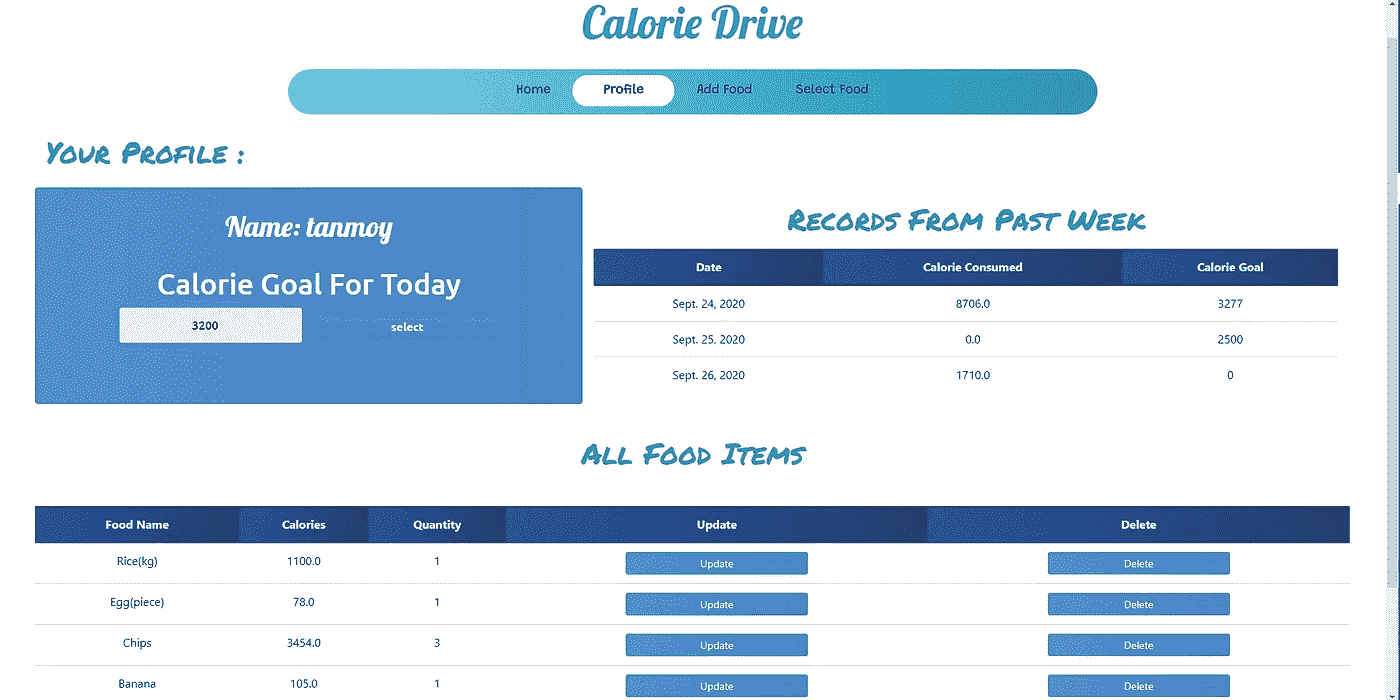 Calorie Drive
Home Profile Add Food Select Food
Your Profile :
Name: tanmoy
Calorie Goal For Today
3200 select
Records From Past Week
Date Calorie Consumed Calorie Goal
Sept. 24, 2020 8706.0 3277
Sept. 25, 2020 0.0 2500
Sept. 26, 2020 1710.0 0
All Food Items
Food Name Calories Quantity Update Delete
Rice(kg) 1100.0 1 Update Delete
Egg(piece) 78.0 1 Update Delete
Chips 3454.0 3 Update Delete
Banana 105.0 1 Update Delete